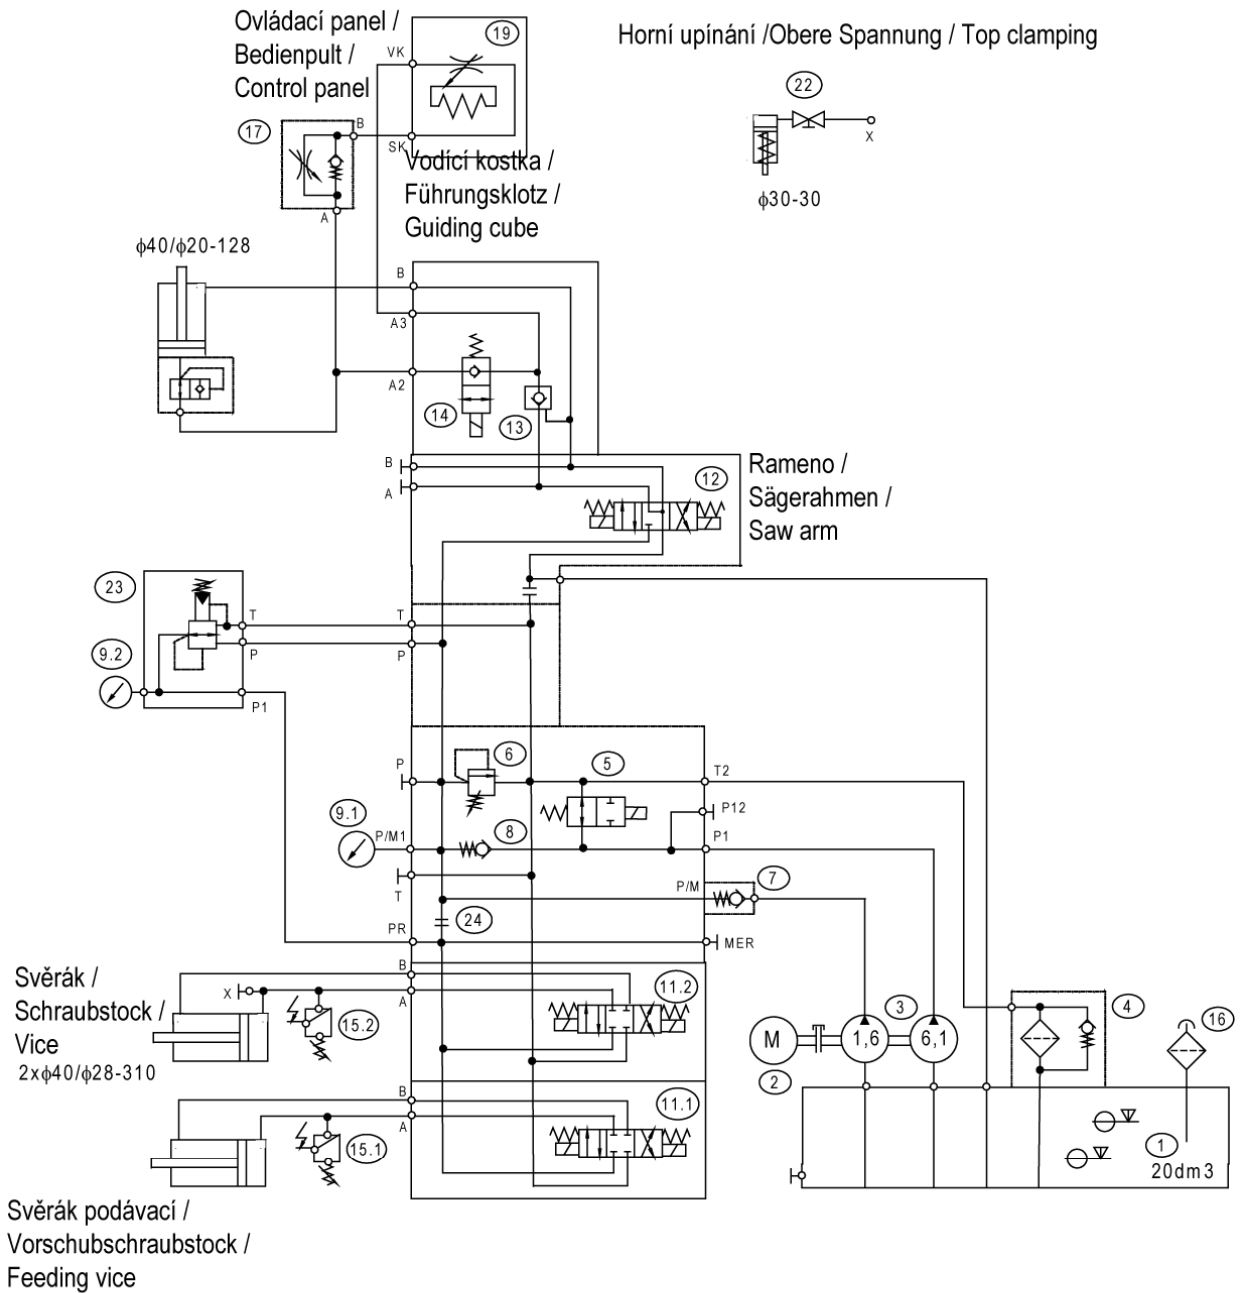 Ovládací panel /
Bedienpult /
Control panel
19
VK
SK
17
B
A
Vodící kostka /
Führungsklotz /
Guiding cube
Horní upínání /Obere Spannung / Top clamping
22
X
ϕ30-30
ϕ40/ϕ20-128
B
A3
A2
14
13
B
A
12
Rameno /
Sägerahmen /
Saw arm
23
T
P
9.2
P1
T
P
P
6
5
T2
P12
9.1
P/M1
8
P1
T
P/M
7
24
PR
MER
Svěrák /
Schraubstock /
Vice
2xϕ40/ϕ28-310
X
15.2
B
A
11.2
M
2
1,6
3
6,1
4
16
B
A
11.1
15.1
1
20dm3
Svěrák podávací /
Vorschubschraubstock /
Feeding vice